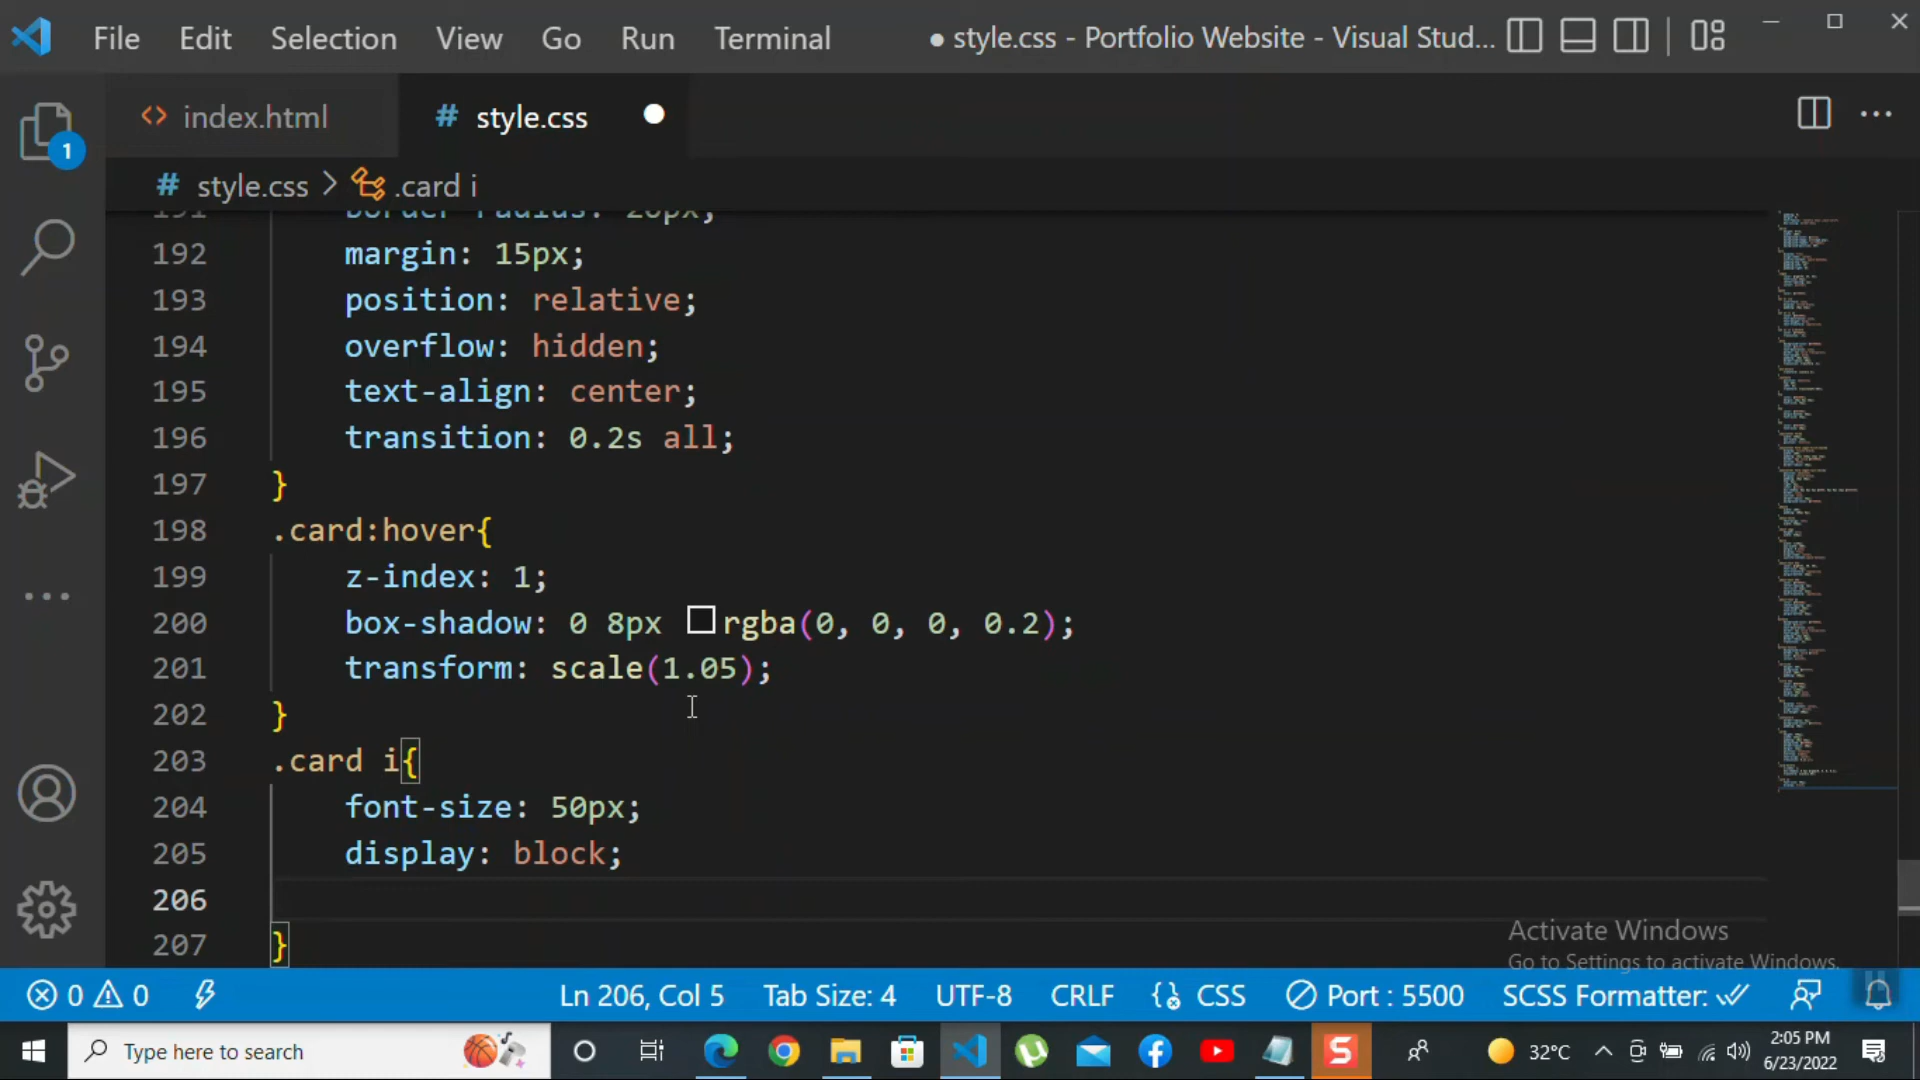 File Edit Selection View Go Run Terminal ● style.css - Portfolio Website - Visual Stud...
index.html # style.css
# style.css > .card i
191 border-radius: 20px;
192 margin: 15px;
193 position: relative;
194 overflow: hidden;
195 text-align: center;
196 transition: 0.2s all;
197 }
198 .card:hover{
199 z-index: 1;
200 box-shadow: 0 8px rgba(0, 0, 0, 0.2);
201 transform: scale(1.05);
202 }
203 .card i{
204 font-size: 50px;
205 display: block;
206
207 }
1
Activate Windows
Go to Settings to activate Windows.
0 0 Ln 206, Col 5 Tab Size: 4 UTF-8 CRLF CSS Port : 5500 SCSS Formatter:
Type here to search S 32°C 2:05 PM
6/23/2022